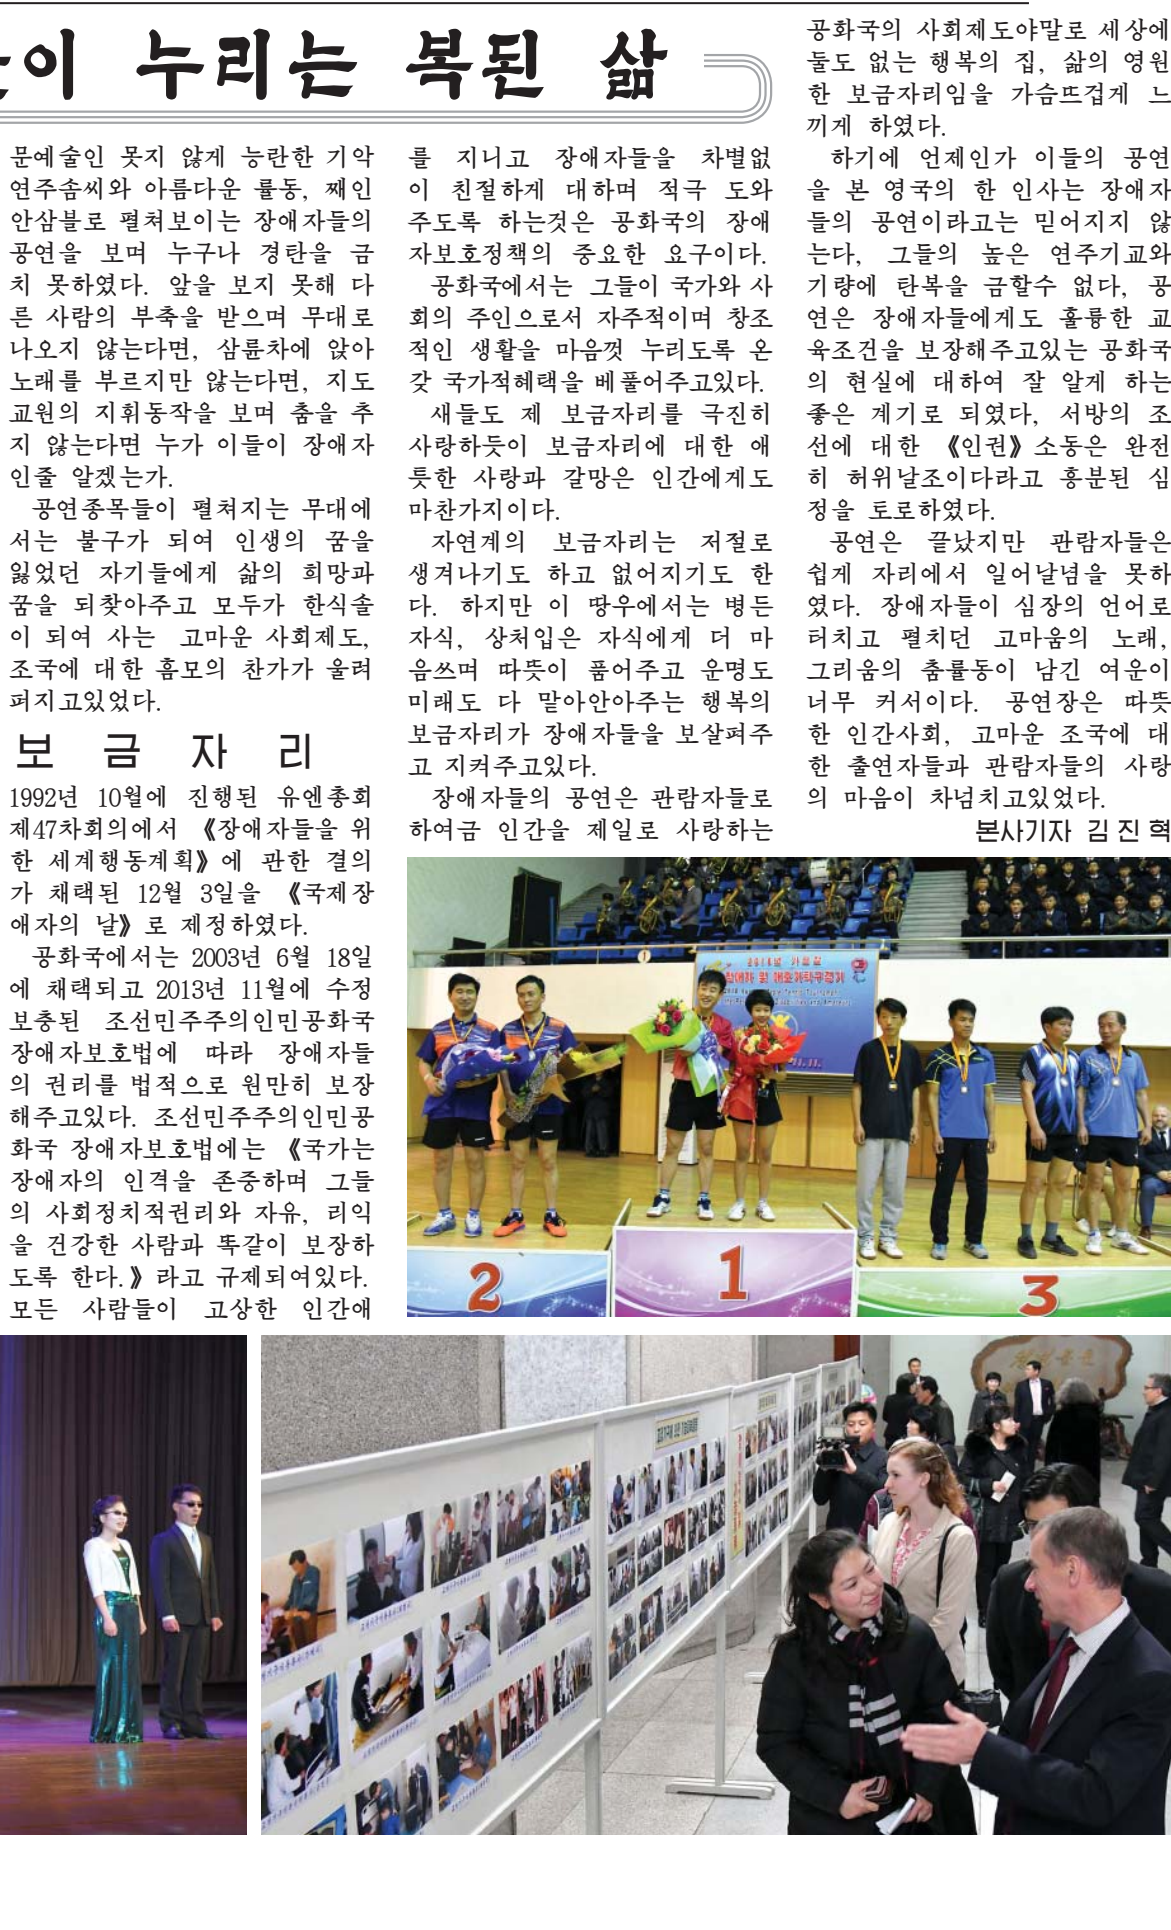 이 누리는 복된 삶
문예술인 못지 않게 능란한 기악
연주솜씨와 아름다운 률동, 째인
안삼불로 펼쳐보이는 장애자들의
공연을 보며 누구나 경탄을 금
치 못하였다. 앞을 보지 못해 다
른 사람의 부축을 받으며 무대로
나오지 않는다면, 삼륜차에 앉아
노래를 부르지만 않는다면, 지도
교원의 지휘동작을 보며 춤을 추
지 않는다면 누가 이들이 장애자
인줄 알겠는가.
공연종목들이 펼쳐지는 무대에
서는 불구가 되여 인생의 꿈을
잃었던 자기들에게 삶의 희망과
꿈을 되찾아주고 모두가 한식솔
이 되여 사는 고마운 사회제도,
조국에 대한 흠모의 찬가가 울려
퍼지고있었다.
보 금 자 리
1992년 10월에 진행된 유엔총회
제47차회의에서 《장애자들을 위
한 세계행동계획》에 관한 결의
가 채택된 12월 3일을 《국제장
애자의 날》로 제정하였다.
공화국에서는 2003년 6월 18일
에 채택되고 2013년 11월에 수정
보충된 조선민주주의인민공화국
장애자보호법에 따라 장애자들
의 권리를 법적으로 원만히 보장
해주고있다. 조선민주주의인민공
화국 장애자보호법에는 《국가는
장애자의 인격을 존중하며 그들
의 사회정치적권리와 자유, 리익
을 건강한 사람과 똑같이 보장하
도록 한다.》라고 규제되여있다.
모든 사람들이 고상한 인간애
를 지니고 장애자들을 차별없
이 친절하게 대하며 적극 도와
주도록 하는것은 공화국의 장애
자보호정책의 중요한 요구이다.
공화국에서는 그들이 국가와 사
회의 주인으로서 자주적이며 창조
적인 생활을 마음껏 누리도록 온
갖 국가적혜택을 베풀어주고있다.
새들도 제 보금자리를 극진히
사랑하듯이 보금자리에 대한 애
틋한 사랑과 갈망은 인간에게도
마찬가지이다.
자연계의 보금자리는 저절로
생겨나기도 하고 없어지기도 한
다. 하지만 이 땅우에서는 병든
자식, 상처입은 자식에게 더 마
음쓰며 따뜻이 품어주고 운명도
미래도 다 맡아안아주는 행복의
보금자리가 장애자들을 보살펴주
고 지켜주고있다.
장애자들의 공연은 관람자들로
하여금 인간을 제일로 사랑하는
공화국의 사회제도야말로 세상에
둘도 없는 행복의 집, 삶의 영원
한 보금자리임을 가슴뜨겁게 느
끼게 하였다.
하기에 언제인가 이들의 공연
을 본 영국의 한 인사는 장애자
들의 공연이라고는 믿어지지 않
는다, 그들의 높은 연주기교와
기량에 탄복을 금할수 없다, 공
연은 장애자들에게도 훌륭한 교
육조건을 보장해주고있는 공화국
의 현실에 대하여 잘 알게 하는
좋은 계기로 되였다, 서방의 조
선에 대한 《인권》소동은 완전
히 허위날조이다라고 흥분된 심
정을 토로하였다.
공연은 끝났지만 관람자들은
쉽게 자리에서 일어날념을 못하
였다. 장애자들이 심장의 언어로
터치고 펼치던 고마움의 노래,
그리움의 춤률동이 남긴 여운이
너무 커서이다. 공연장은 따뜻
한 인간사회, 고마운 조국에 대
한 출연자들과 관람자들의 사랑
의 마음이 차넘치고있었다.
본사기자 김 진 혁
장애자 및 애호가탁구경기
2
1
3